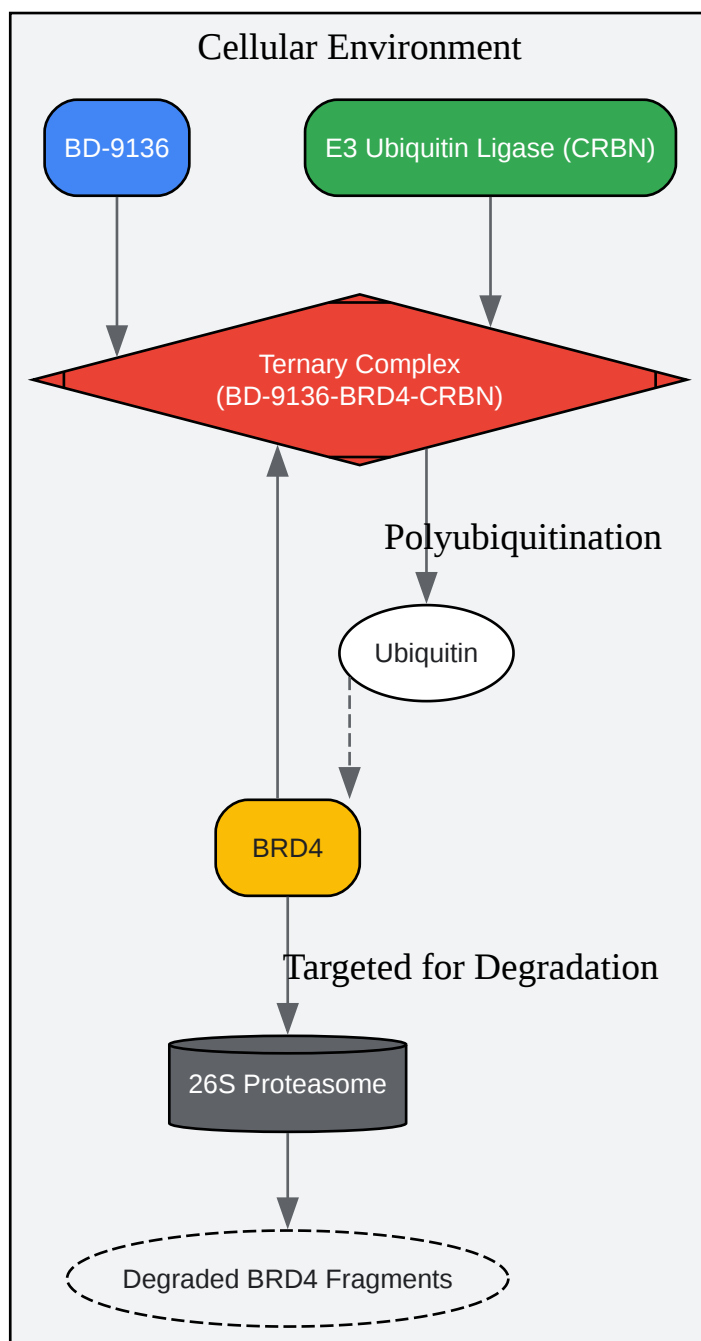 Cellular Environment
BD-9136
E3 Ubiquitin Ligase (CRBN)
Ternary Complex
(BD-9136-BRD4-CRBN)
Polyubiquitination
Ubiquitin
BRD4
Targeted for Degradation
26S Proteasome
Degraded BRD4 Fragments